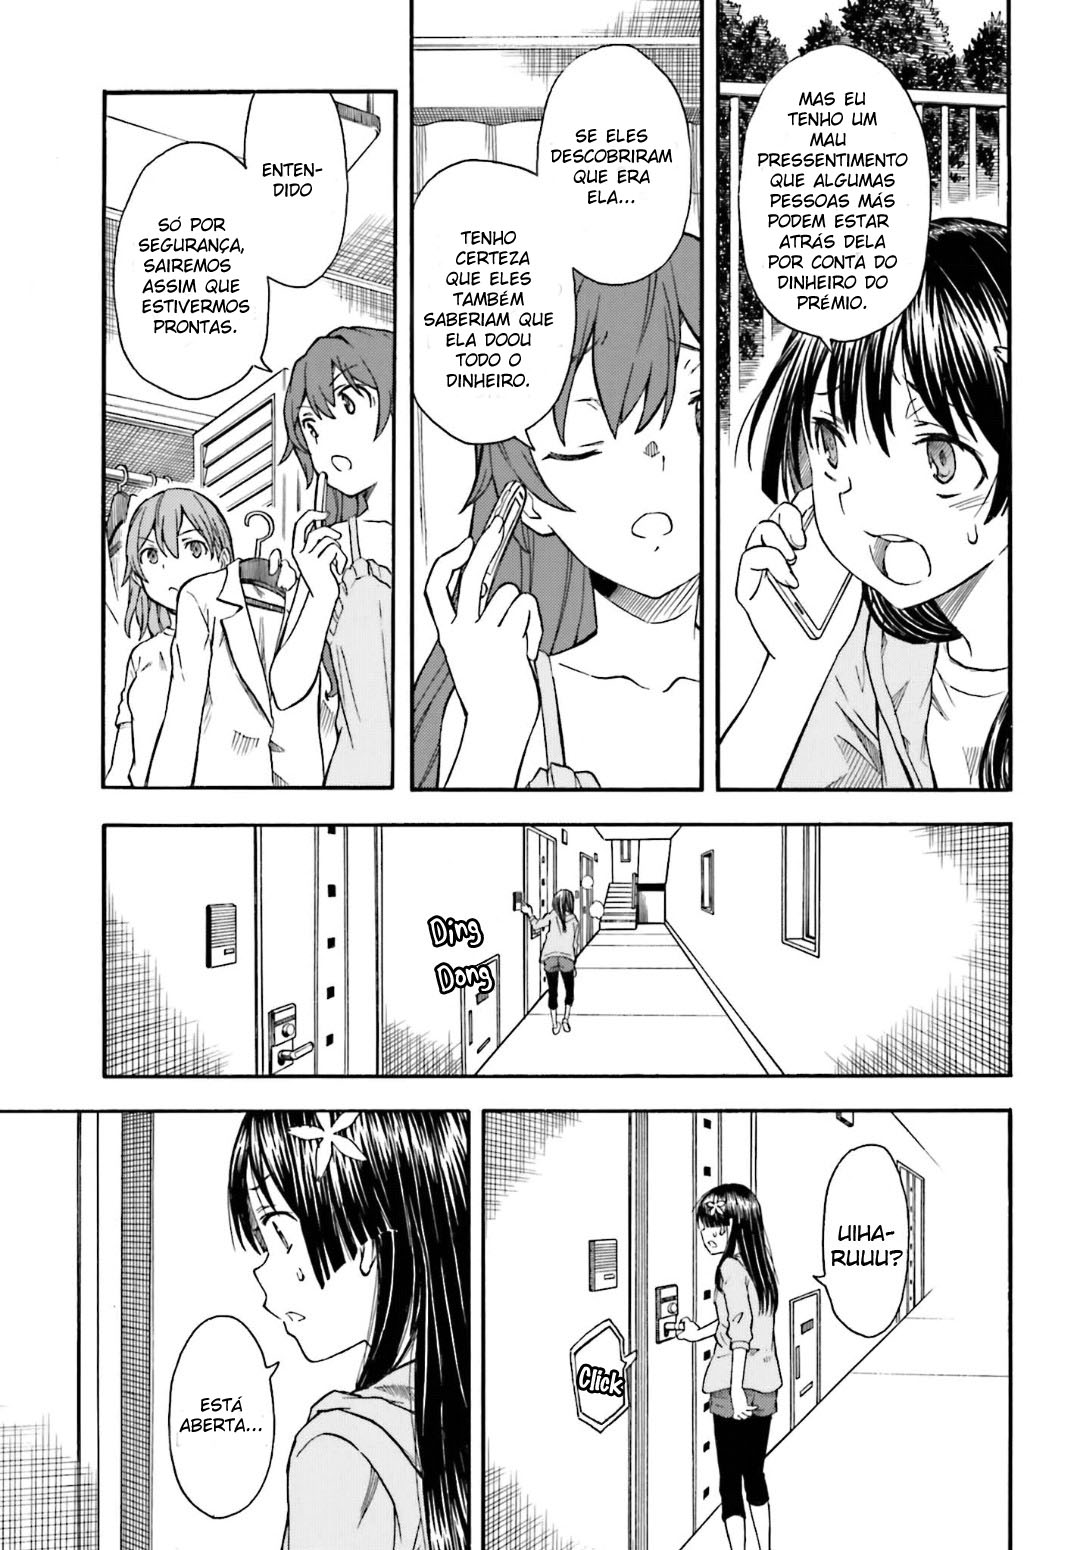 MAS EU
TENHO UM
MAU
PRESSENTIMENTO
QUE ALGUMAS
PESSOAS MÁS
PODEM ESTAR
ATRÁS DELA
POR CONTA DO
DINHEIRO DO
PRÉMIO.
SE ELES
DESCOBRIRAM
QUE ERA
ELA...
TENHO
CERTEZA
QUE ELES
TAMBÉM
SABERIAM QUE
ELA DOOU
TODO O
DINHEIRO.
ENTEN-
DIDO
SÓ POR
SEGURANÇA,
SAIREMOS
ASSIM QUE
ESTIVERMOS
PRONTAS.
Ding
Dong
UIHA-
RUUU?
Click
ESTÁ
ABERTA...